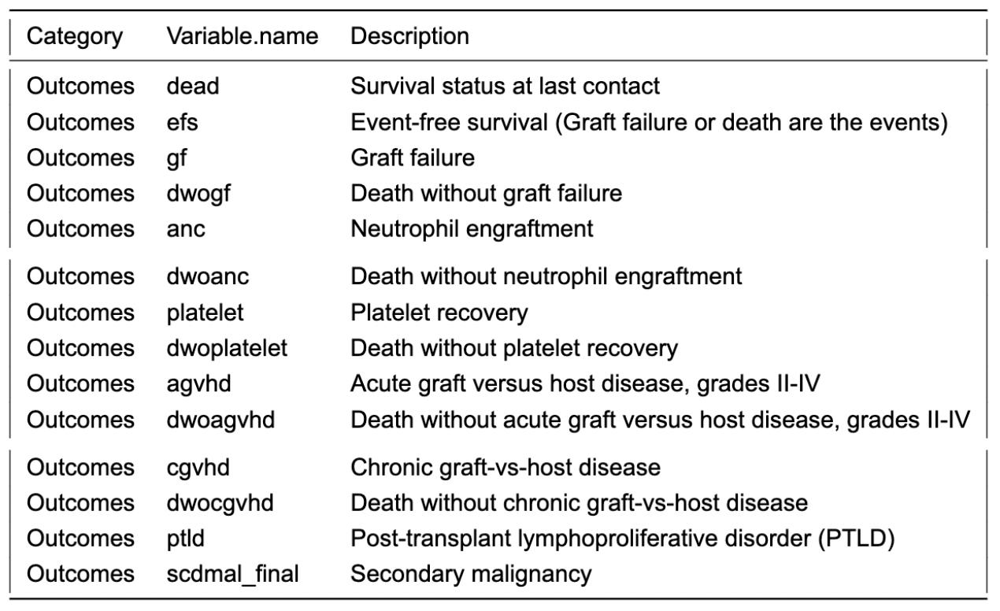 Category Variable.name Description
Outcomes dead Survival status at last contact
Outcomes efs Event-free survival (Graft failure or death are the events)
Outcomes gf Graft failure
Outcomes dwogf Death without graft failure
Outcomes anc Neutrophil engraftment
Outcomes dwoanc Death without neutrophil engraftment
Outcomes platelet Platelet recovery
Outcomes dwoplatelet Death without platelet recovery
Outcomes agvhd Acute graft versus host disease, grades II-IV
Outcomes dwoagvhd Death without acute graft versus host disease, grades II-IV
Outcomes cgvhd Chronic graft-vs-host disease
Outcomes dwocgvhd Death without chronic graft-vs-host disease
Outcomes ptld Post-transplant lymphoproliferative disorder (PTLD)
Outcomes scdmal_final Secondary malignancy